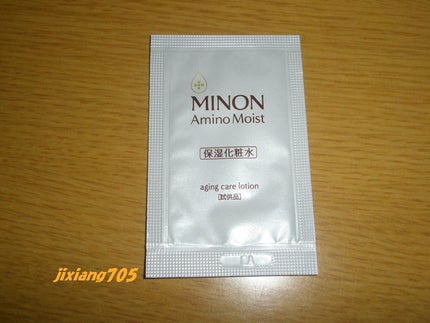 MINON
Amino Moist
保湿化粧水
aging care lotion
[試供品]
jixiang705